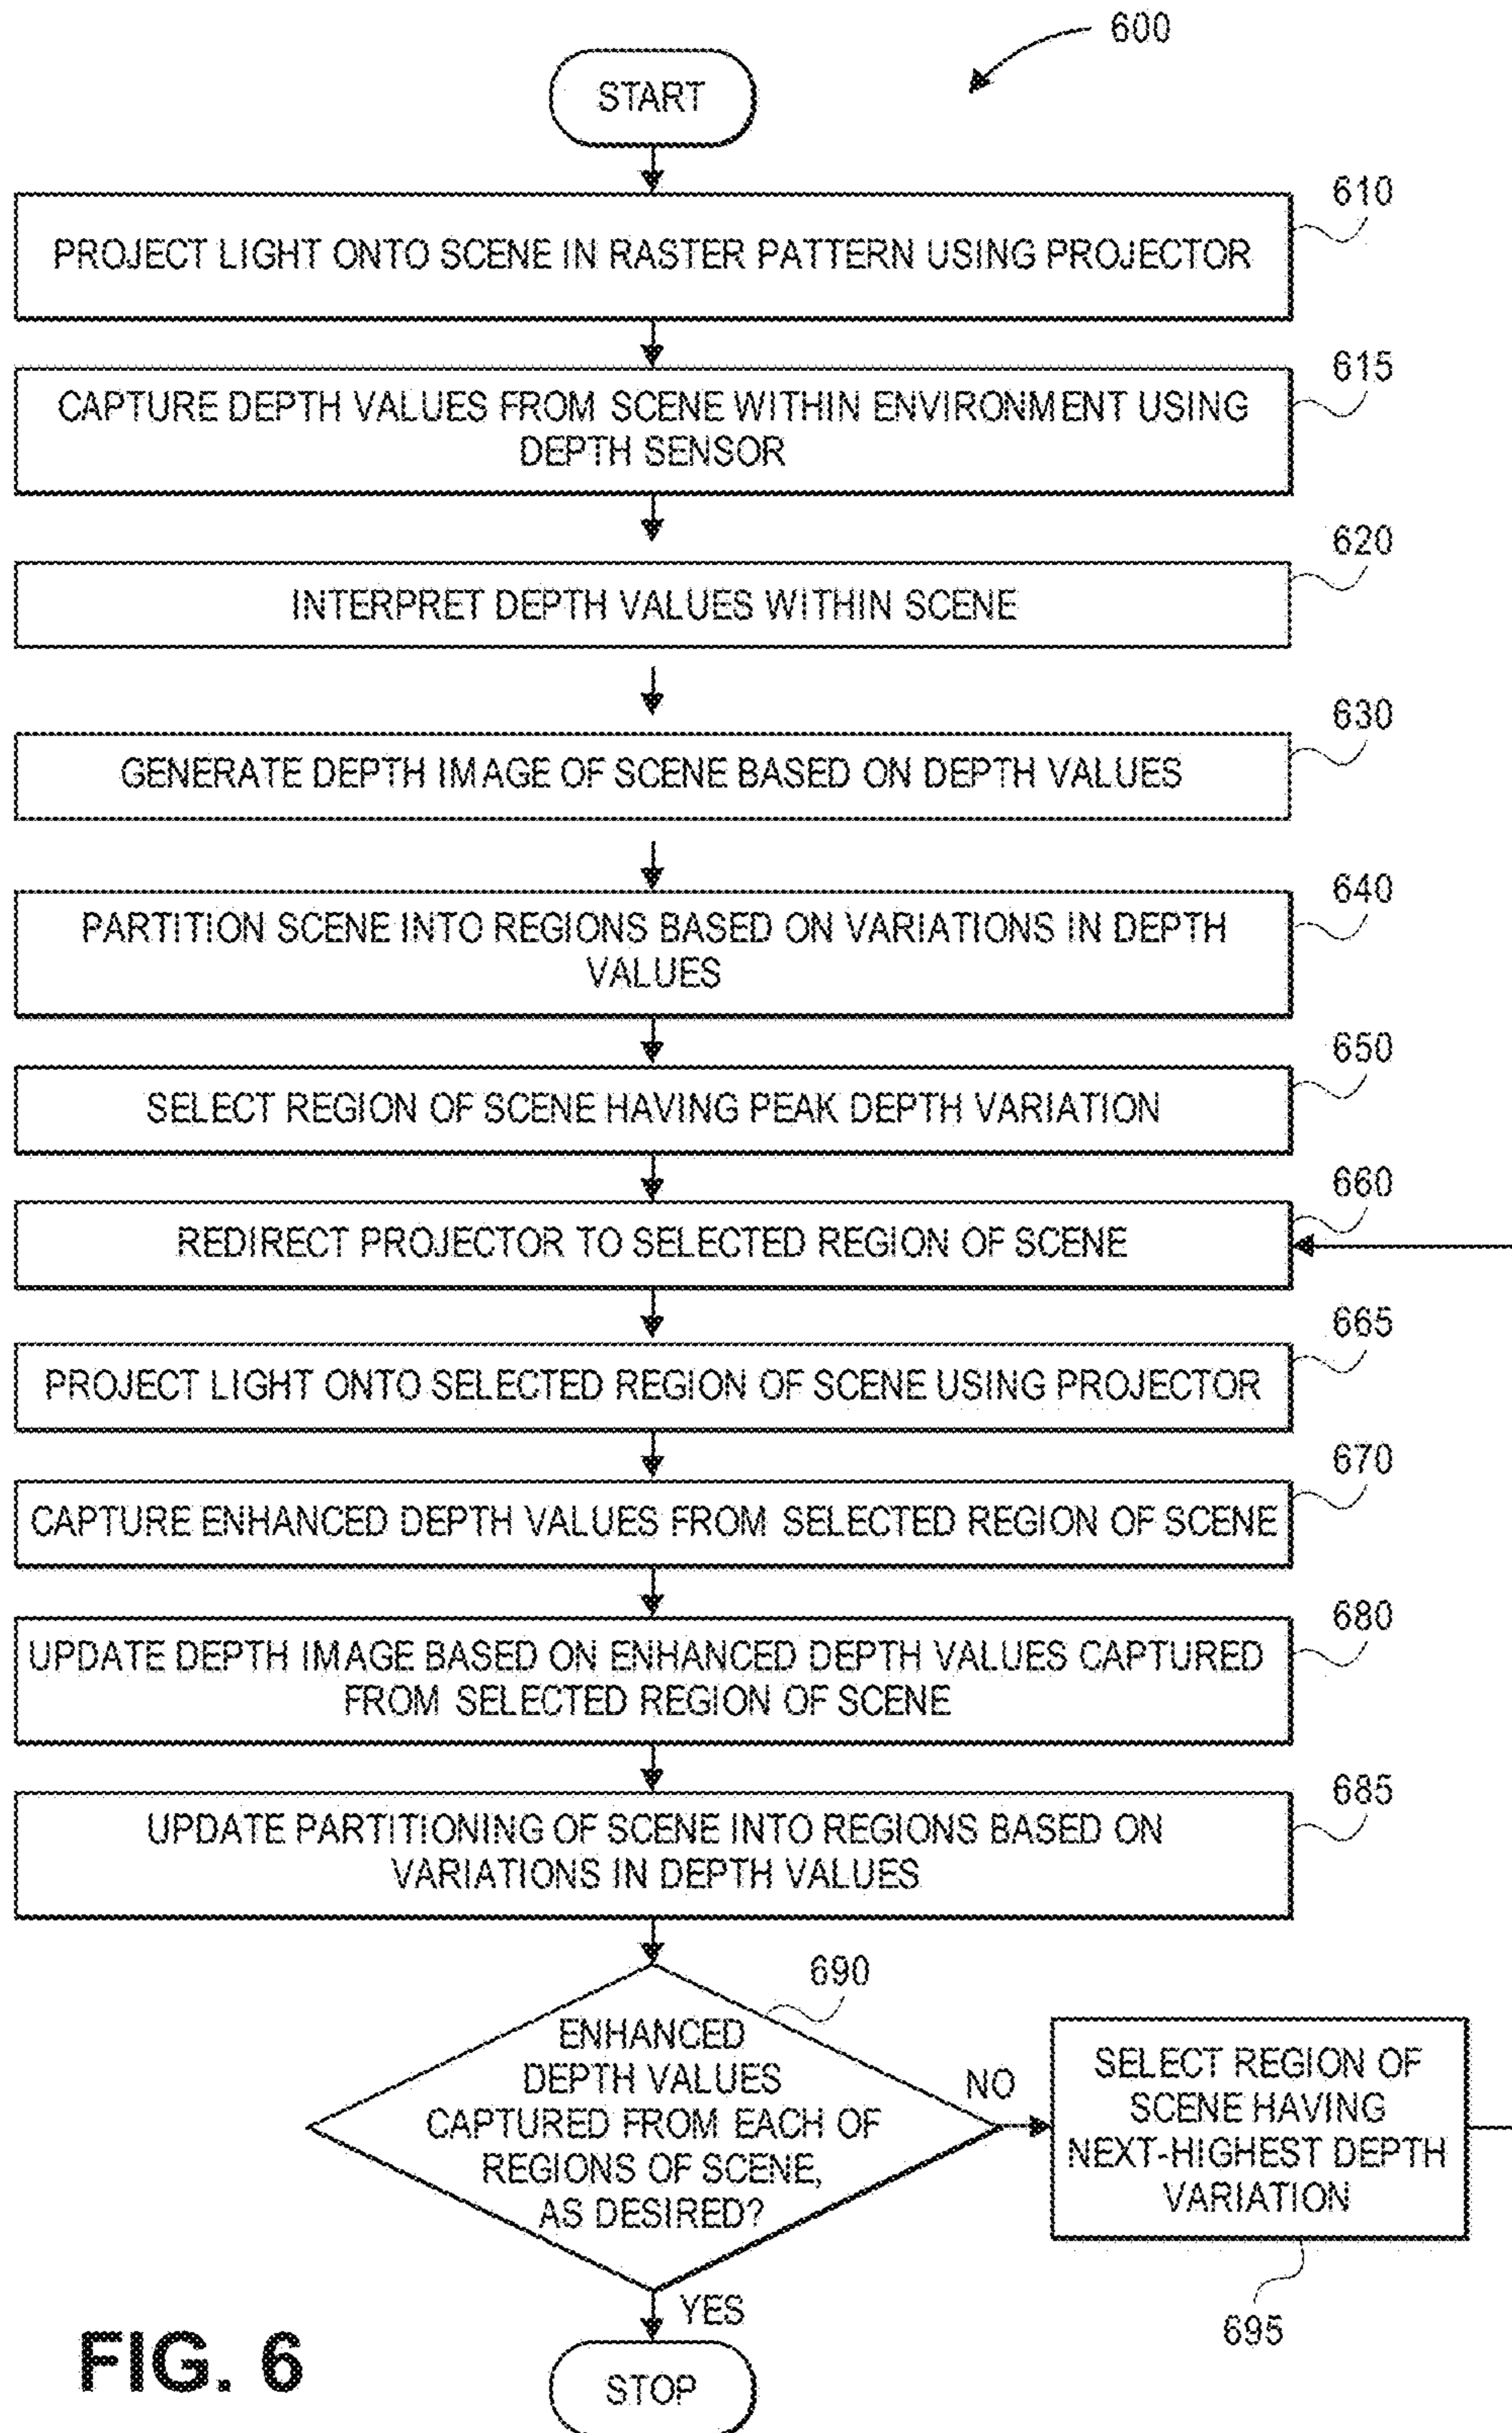 600
START
610
PROJECT LIGHT ONTO SCENE IN RASTER PATTERN USING PROJECTOR
615
CAPTURE DEPTH VALUES FROM SCENE WITHIN ENVIRONMENT USING
DEPTH SENSOR
620
INTERPRET DEPTH VALUES WITHIN SCENE
630
GENERATE DEPTH IMAGE OF SCENE BASED ON DEPTH VALUES
640
PARTITION SCENE INTO REGIONS BASED ON VARIATIONS IN DEPTH
VALUES
650
SELECT REGION OF SCENE HAVING PEAK DEPTH VARIATION
660
REDIRECT PROJECTOR TO SELECTED REGION OF SCENE
665
PROJECT LIGHT ONTO SELECTED REGION OF SCENE USING PROJECTOR
670
CAPTURE ENHANCED DEPTH VALUES FROM SELECTED REGION OF SCENE
680
UPDATE DEPTH IMAGE BASED ON ENHANCED DEPTH VALUES CAPTURED
FROM SELECTED REGION OF SCENE
685
UPDATE PARTITIONING OF SCENE INTO REGIONS BASED ON
VARIATIONS IN DEPTH VALUES
690
ENHANCED
DEPTH VALUES
CAPTURED FROM EACH OF
REGIONS OF SCENE,
AS DESIRED?
NO
SELECT REGION OF
SCENE HAVING
NEXT-HIGHEST DEPTH
VARIATION
695
YES
STOP
FIG. 6